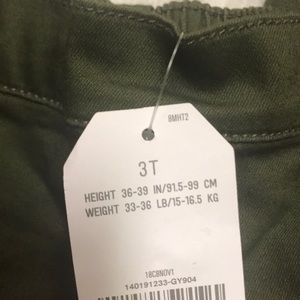 8MHT2
3T
HEIGHT 36-39 IN/91.5-99 CM
WEIGHT 33-36 LB/15-16.5 KG
18CBNOV1
140191233-GY904